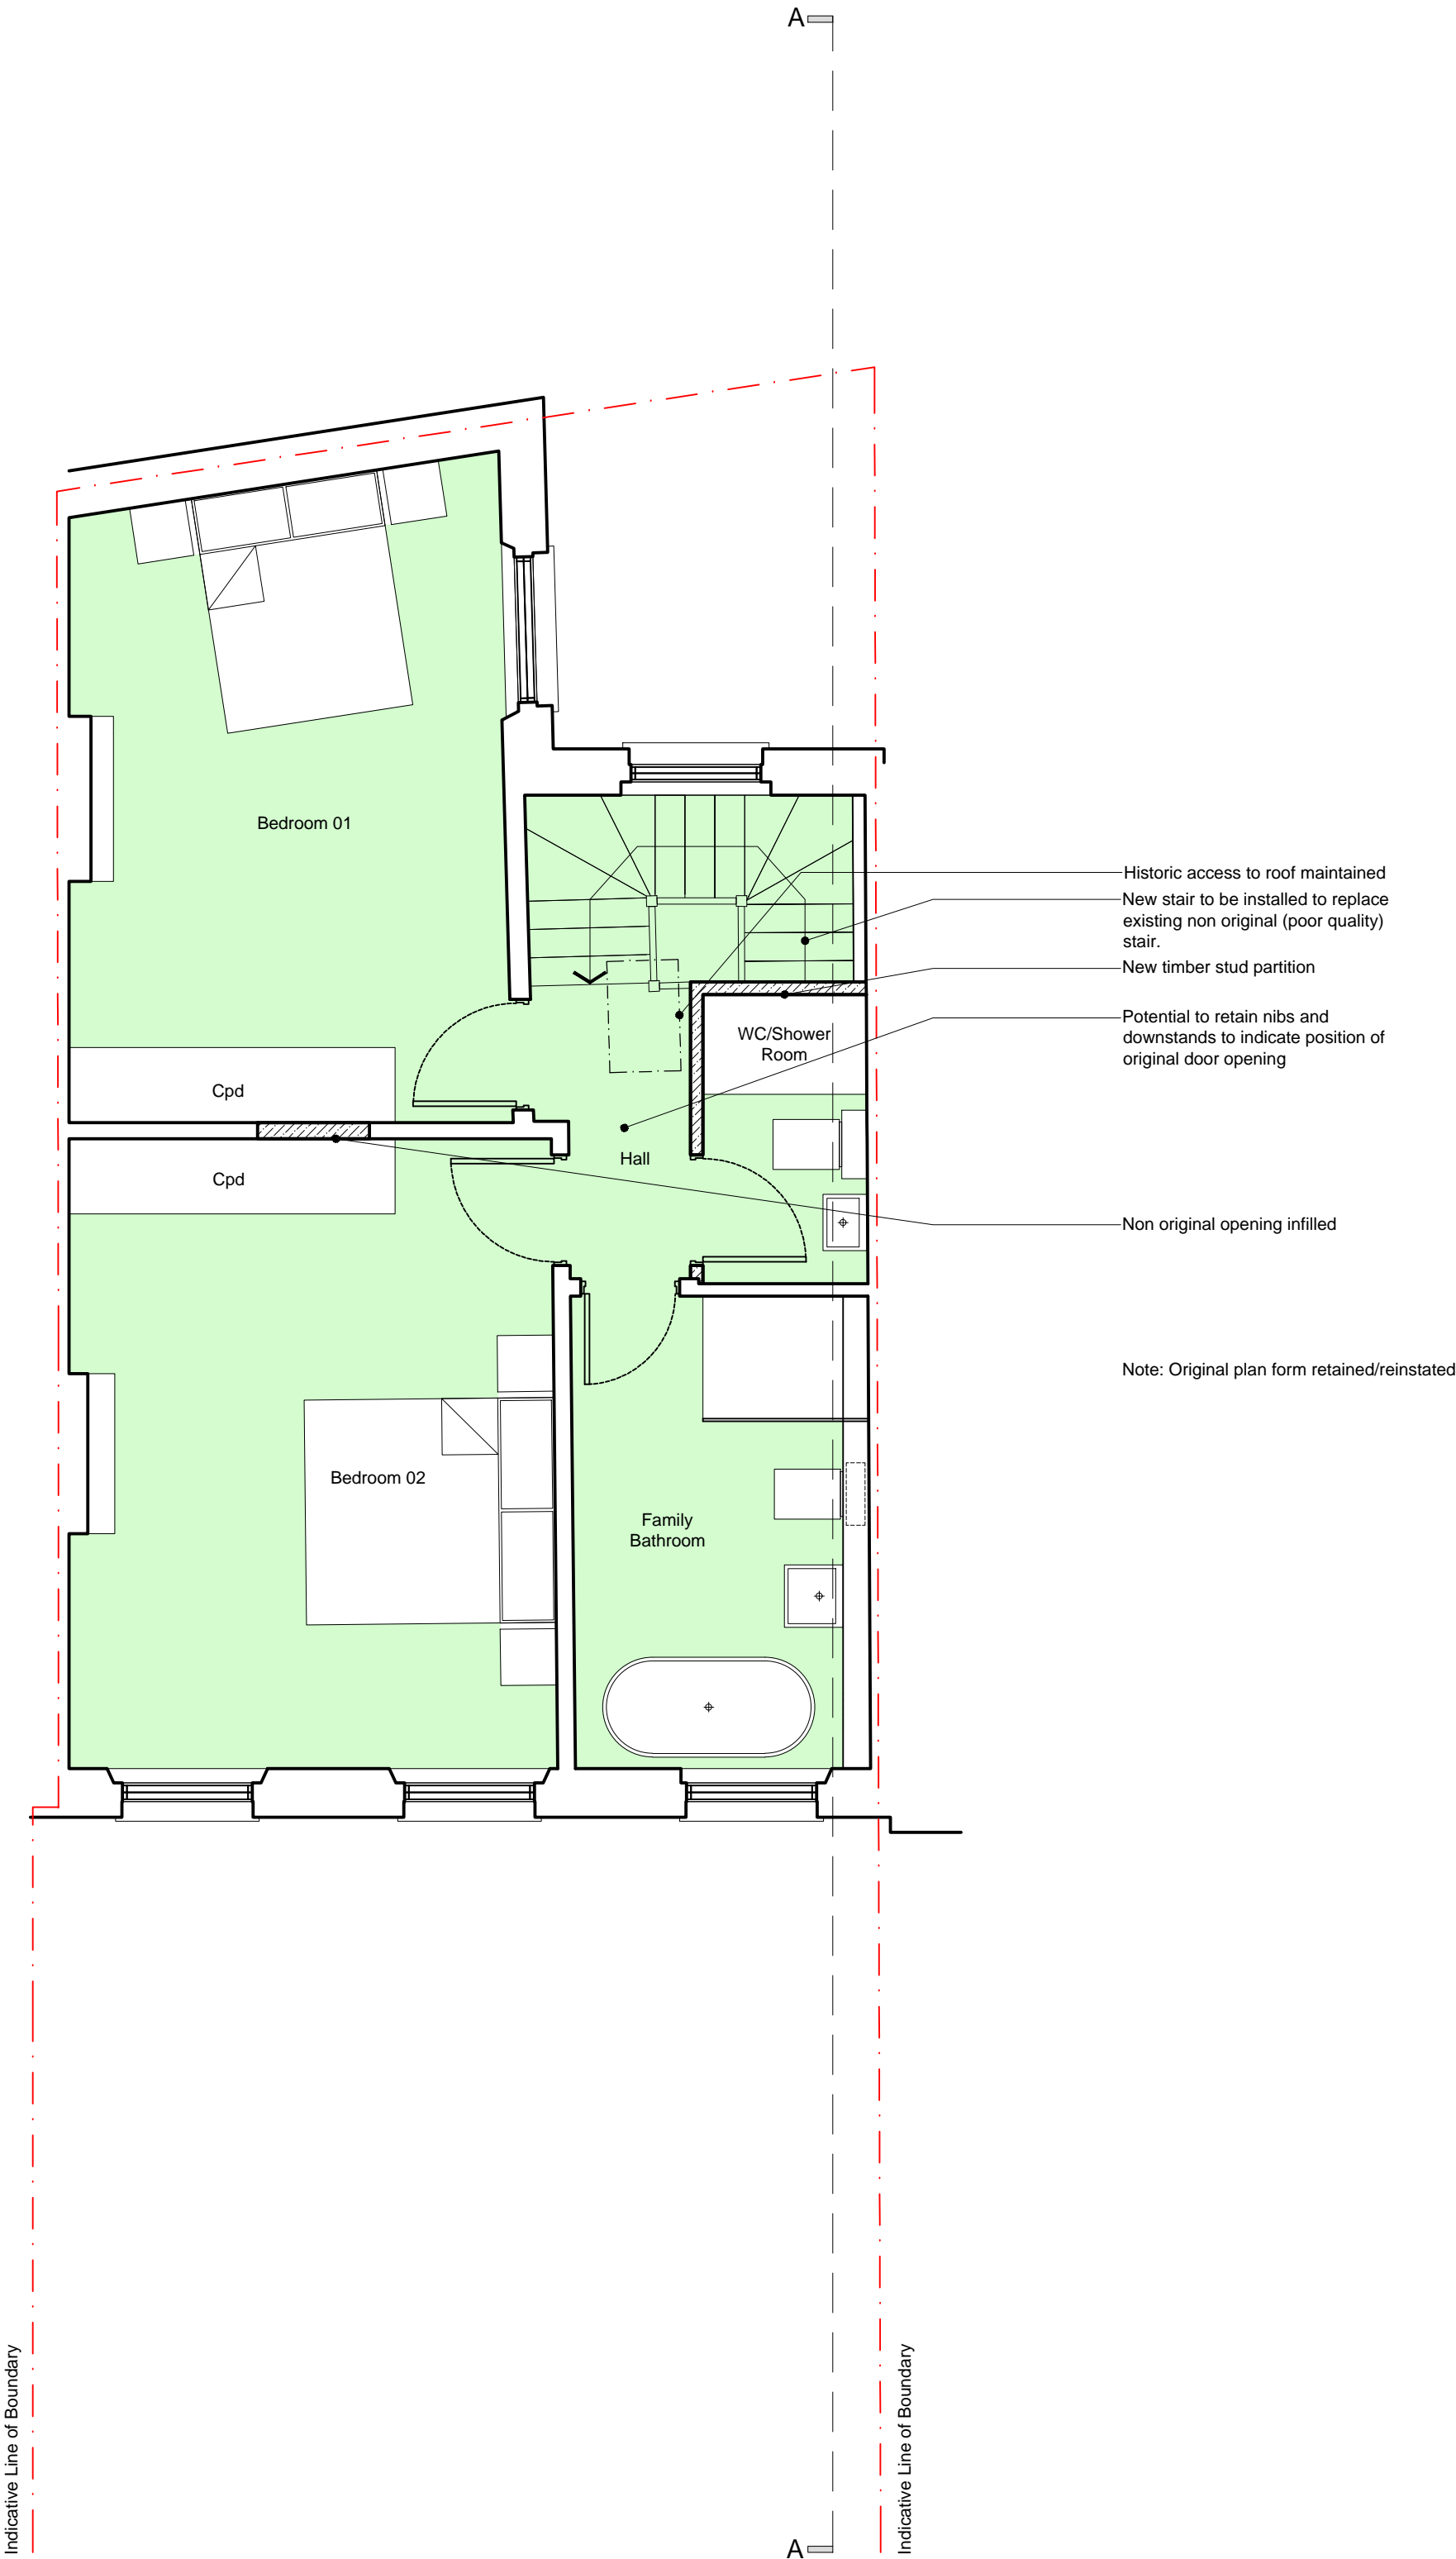 A
Bedroom 01
Historic access to roof maintained
New stair to be installed to replace
existing non original (poor quality)
stair.
New timber stud partition
Potential to retain nibs and
downstands to indicate position of
original door opening
WC/Shower
Room
Cpd
Hall
Cpd
Non original opening infilled
Note: Original plan form retained/reinstated
Bedroom 02
Family
Bathroom
Indicative Line of Boundary
Indicative Line of Boundary
A